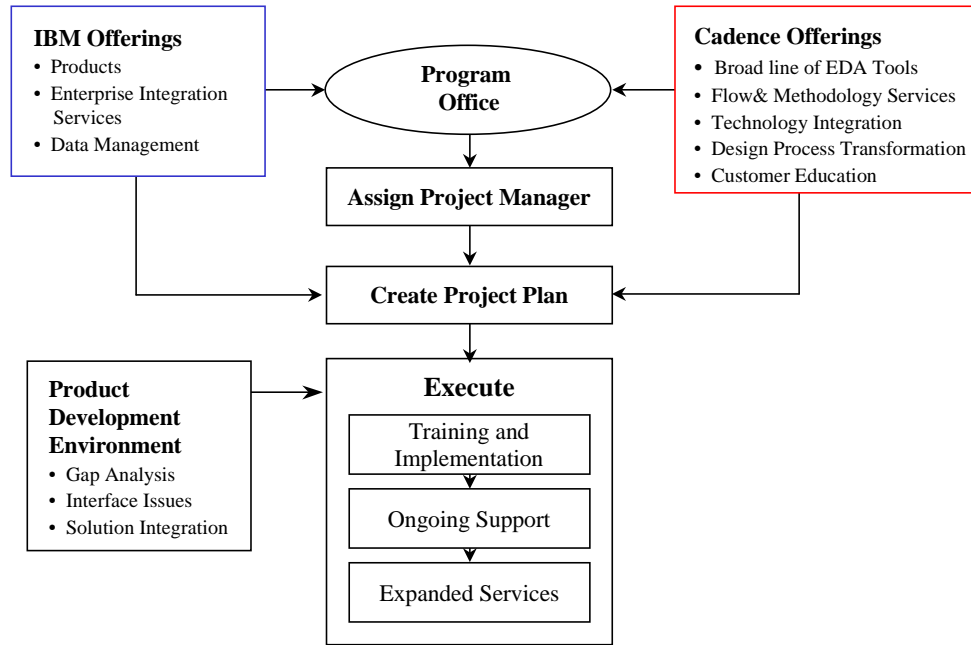 IBM Offerings
• Products
• Enterprise Integration
Services
• Data Management
Program
Office
Cadence Offerings
• Broad line of EDA Tools
• Flow& Methodology Services
• Technology Integration
• Design Process Transformation
• Customer Education
Assign Project Manager
Create Project Plan
Product
Development
Environment
• Gap Analysis
• Interface Issues
• Solution Integration
Execute
Training and
Implementation
Ongoing Support
Expanded Services